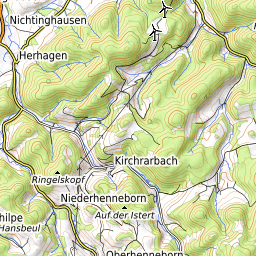 Nichtinghausen
Herhagen
Kirchrarbach
Ringelskopf
Niederhenneborn
Auf der Istert
hilpe
Hansbeul
Oberhenneborn